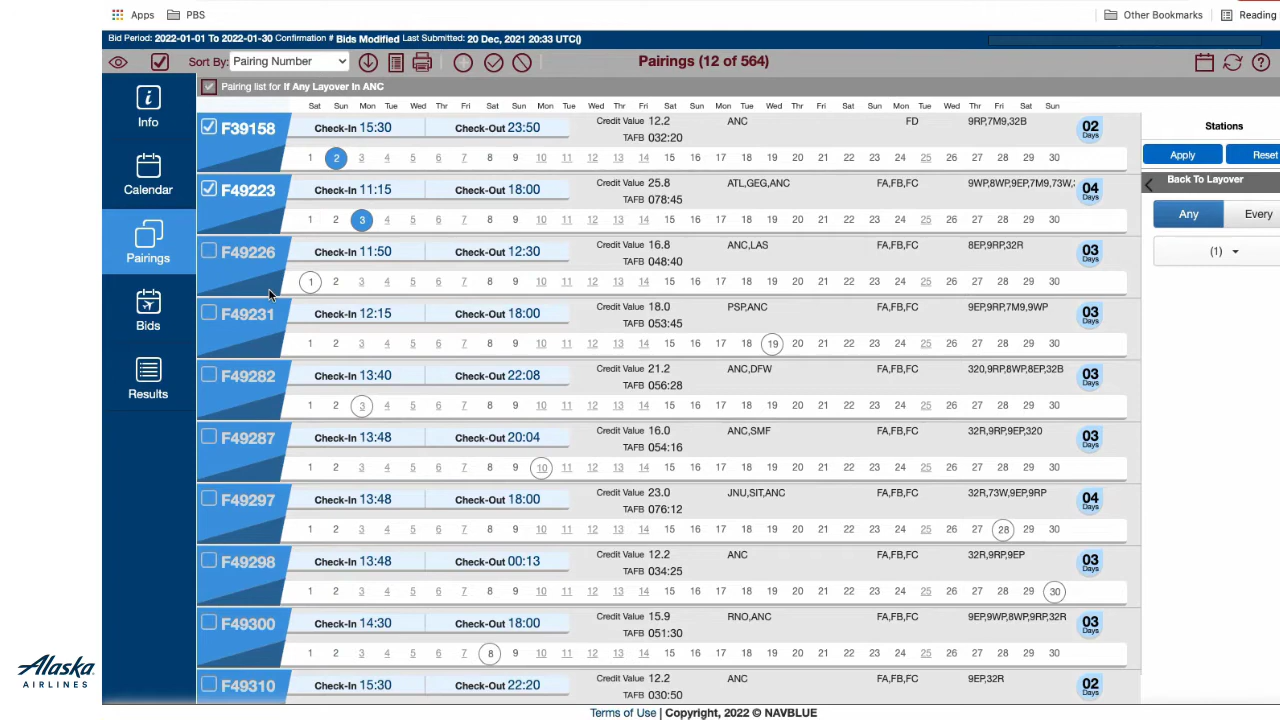 Apps PBS Other Bookmarks Reading
Bid Period: 2022-01-01 To 2022-01-30 Confirmation # Bids Modified Last Submitted: 20 Dec, 2021 20:33 UTC()
Sort By: Pairing Number Pairings (12 of 564)
Pairing list for If Any Layover In ANC
Info
Calendar
Pairings
Bids
Results
Sat Sun Mon Tue Wed Thr Fri Sat Sun Mon Tue Wed Thr Fri Sat Sun Mon Tue Wed Thr Fri Sat Sun Mon Tue Wed Thr Fri Sat Sun
F39158 Check-In 15:30 Check-Out 23:50 Credit Value 12.2 TAFB 032:20 ANC FD 9RP,7M9,32B 02 Days
1 2 3 4 5 6 7 8 9 10 11 12 13 14 15 16 17 18 19 20 21 22 23 24 25 26 27 28 29 30
F49223 Check-In 11:15 Check-Out 18:00 Credit Value 25.8 TAFB 078:45 ATL,GEG,ANC FA,FB,FC 9WP,8WP,9EP,7M9,73W, 04 Days
1 2 3 4 5 6 7 8 9 10 11 12 13 14 15 16 17 18 19 20 21 22 23 24 25 26 27 28 29 30
F49226 Check-In 11:50 Check-Out 12:30 Credit Value 16.8 TAFB 048:40 ANC,LAS FA,FB,FC 8EP,9RP,32R 03 Days
1 2 3 4 5 6 7 8 9 10 11 12 13 14 15 16 17 18 19 20 21 22 23 24 25 26 27 28 29 30
F49231 Check-In 12:15 Check-Out 18:00 Credit Value 18.0 TAFB 053:45 PSP,ANC FA,FB,FC 9EP,9RP,7M9,9WP 03 Days
1 2 3 4 5 6 7 8 9 10 11 12 13 14 15 16 17 18 19 20 21 22 23 24 25 26 27 28 29 30
F49282 Check-In 13:40 Check-Out 22:08 Credit Value 21.2 TAFB 056:28 ANC,DFW FA,FB,FC 320,9RP,8WP,8EP,32B 03 Days
1 2 3 4 5 6 7 8 9 10 11 12 13 14 15 16 17 18 19 20 21 22 23 24 25 26 27 28 29 30
F49287 Check-In 13:48 Check-Out 20:04 Credit Value 16.0 TAFB 054:16 ANC,SMF FA,FB,FC 32R,9RP,9EP,320 03 Days
1 2 3 4 5 6 7 8 9 10 11 12 13 14 15 16 17 18 19 20 21 22 23 24 25 26 27 28 29 30
F49297 Check-In 13:48 Check-Out 18:00 Credit Value 23.0 TAFB 076:12 JNU,SIT,ANC FA,FB,FC 32R,73W,9EP,9RP 04 Days
1 2 3 4 5 6 7 8 9 10 11 12 13 14 15 16 17 18 19 20 21 22 23 24 25 26 27 28 29 30
F49298 Check-In 13:48 Check-Out 00:13 Credit Value 12.2 TAFB 034:25 ANC FA,FB,FC 32R,9RP,9EP 03 Days
1 2 3 4 5 6 7 8 9 10 11 12 13 14 15 16 17 18 19 20 21 22 23 24 25 26 27 28 29 30
F49300 Check-In 14:30 Check-Out 18:00 Credit Value 15.9 TAFB 051:30 RNO,ANC FA,FB,FC 9EP,9WP,8WP,9RP,32R 03 Days
1 2 3 4 5 6 7 8 9 10 11 12 13 14 15 16 17 18 19 20 21 22 23 24 25 26 27 28 29 30
F49310 Check-In 15:30 Check-Out 22:20 Credit Value 12.2 TAFB 030:50 ANC FA,FB,FC 9EP,32R 02 Days
Stations
Apply Reset
Back To Layover
Any Every
(1)
Alaska
AIRLINES
Terms of Use | Copyright, 2022 © NAVBLUE